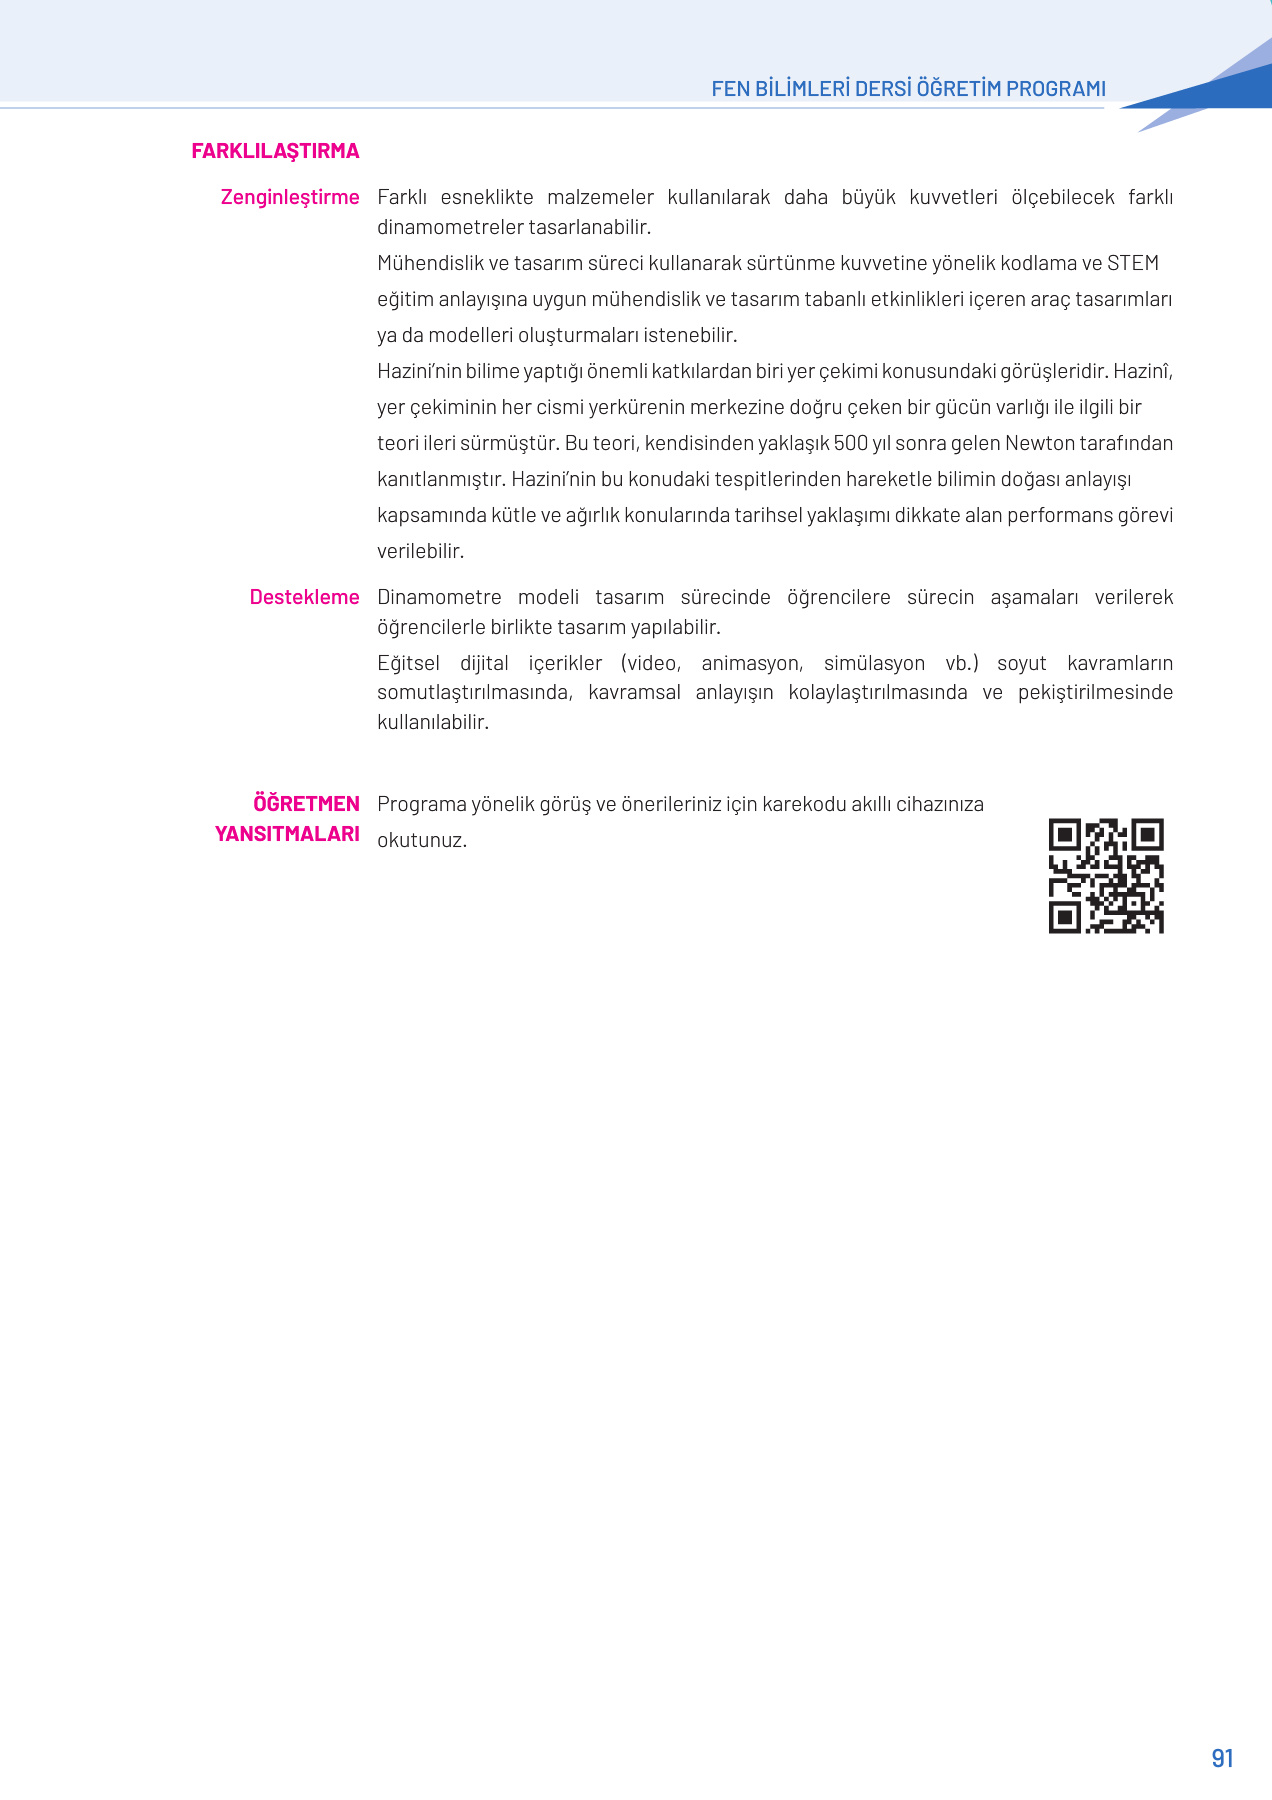 FEN BİLİMLERİ DERSİ ÖĞRETİM PROGRAMI
FARKLILAŞTIRMA
Zenginleştirme Farklı esneklikte malzemeler kullanılarak daha büyük kuvvetleri ölçebilecek farklı
dinamometreler tasarlanabilir.
Mühendislik ve tasarım süreci kullanarak sürtünme kuvvetine yönelik kodlama ve STEM
eğitim anlayışına uygun mühendislik ve tasarım tabanlı etkinlikleri içeren araç tasarımları
ya da modelleri oluşturmaları istenebilir.
Hazini’nin bilime yaptığı önemli katkılardan biri yer çekimi konusundaki görüşleridir. Hazinî,
yer çekiminin her cismi yerkürenin merkezine doğru çeken bir gücün varlığı ile ilgili bir
teori ileri sürmüştür. Bu teori, kendisinden yaklaşık 500 yıl sonra gelen Newton tarafından
kanıtlanmıştır. Hazini’nin bu konudaki tespitlerinden hareketle bilimin doğası anlayışı
kapsamında kütle ve ağırlık konularında tarihsel yaklaşımı dikkate alan performans görevi
verilebilir.
Destekleme Dinamometre modeli tasarım sürecinde öğrencilere sürecin aşamaları verilerek
öğrencilerle birlikte tasarım yapılabilir.
Eğitsel dijital içerikler (video, animasyon, simülasyon vb.) soyut kavramların
somutlaştırılmasında, kavramsal anlayışın kolaylaştırılmasında ve pekiştirilmesinde
kullanılabilir.
ÖĞRETMEN Programa yönelik görüş ve önerileriniz için karekodu akıllı cihazınıza
YANSITMALARI okutunuz.
91